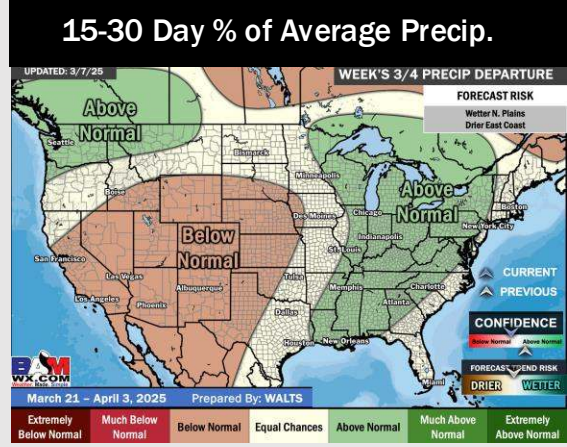 15-30 Day % of Average Precip.
UPDATED: 3/7/25
WEEK'S 3/4 PRECIP DEPARTURE
FORECAST RISK
Wetter N. Plains
Drier East Coast
Above
Normal
Seattle
Bismarck
Minneapolis
Boise
Above
Normal
Boston
New York City
Chicago
Des Moines
Below
Normal
Indianapolis
St. Louis
San Francisco
Las Vegas
Los Angeles
Albuquerque
Phoenix
Tulsa
Memphis
Charlotte
Atlanta
Dallas
Houston
New Orleans
Miami
CURRENT
PREVIOUS
CONFIDENCE
Below Normal Above Normal
FORECAST TREND RISK
DRIER WETTER
BAM
WX.COM
Weather. Made. Simple.
March 21 – April 3, 2025 Prepared By: WALTS
Extremely Below Normal
Much Below Normal
Below Normal
Equal Chances
Above Normal
Much Above Normal
Extremely Above Normal